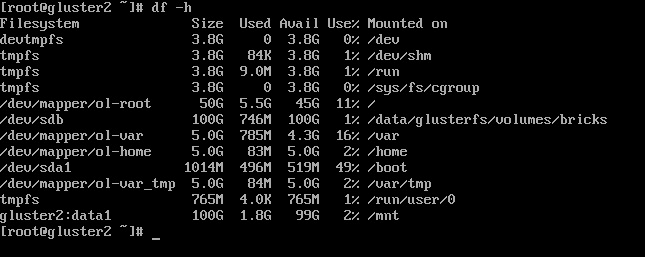 [root@gluster2 ~]# df -h
Filesystem Size Used Avail Use% Mounted on
devtmpfs 3.8G 0 3.8G 0% /dev
tmpfs 3.8G 84K 3.8G 1% /dev/shm
tmpfs 3.8G 9.0M 3.8G 1% /run
tmpfs 3.8G 0 3.8G 0% /sys/fs/cgroup
/dev/mapper/ol-root 50G 5.5G 45G 11% /
/dev/sdb 100G 746M 100G 1% /data/glusterfs/volumes/bricks
/dev/mapper/ol-var 5.0G 785M 4.3G 16% /var
/dev/mapper/ol-home 5.0G 83M 5.0G 2% /home
/dev/sda1 1014M 496M 519M 49% /boot
/dev/mapper/ol-var_tmp 5.0G 84M 5.0G 2% /var/tmp
tmpfs 765M 4.0K 765M 1% /run/user/0
gluster2:data1 100G 1.8G 99G 2% /mnt
[root@gluster2 ~]# _